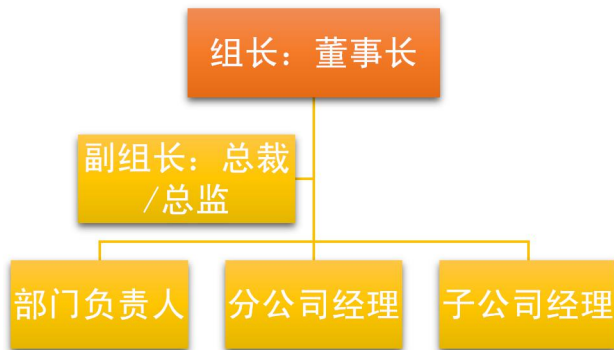 组长：董事长
副组长：总裁
/总监
部门负责人
分公司经理
子公司经理